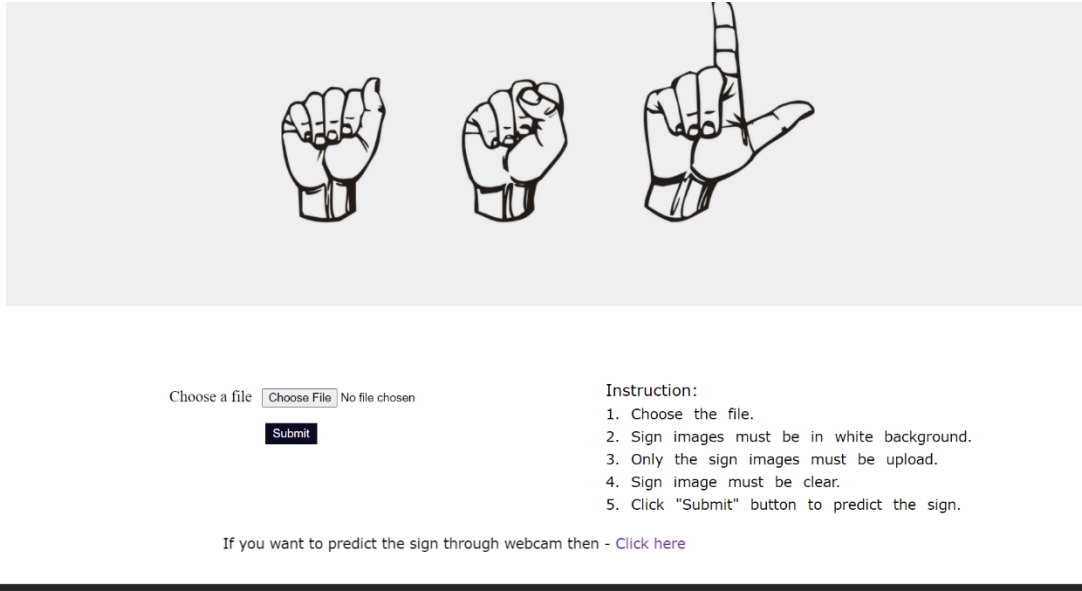 Choose a file Choose File No file chosen
Submit
Instruction:
1. Choose the file.
2. Sign images must be in white background.
3. Only the sign images must be upload.
4. Sign image must be clear.
5. Click "Submit" button to predict the sign.
If you want to predict the sign through webcam then - Click here